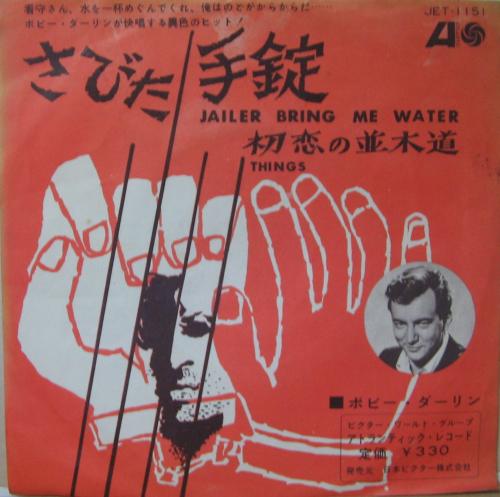 看守さん、水を一杯めぐんでくれ、俺はのどがからからだ……
ボビー・ダーリンが快唱する異色のヒット!
JET-1151
さびた手錠
JAILER BRING ME WATER
初恋の並木道
THINGS
■ボビー・ダーリン
ビクター・ワールド・グループ
アトランティック・レコード
定価 ￥330
発売元 日本ビクター株式会社